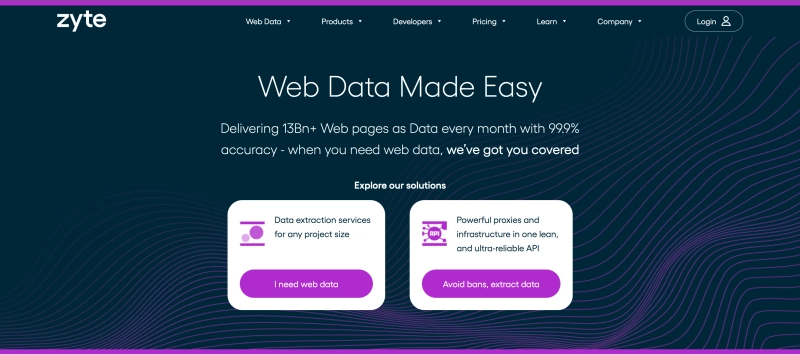 zyte
Web Data
Products
Developers
Pricing
Learn
Company
Login
Web Data Made Easy
Delivering 13Bn+ Web pages as Data every month with 99.9%
accuracy - when you need web data, we've got you covered
Explore our solutions
Data extraction services
for any project size
I need web data
API
Powerful proxies and
infrastructure in one lean,
and ultra-reliable API
Avoid bans, extract data